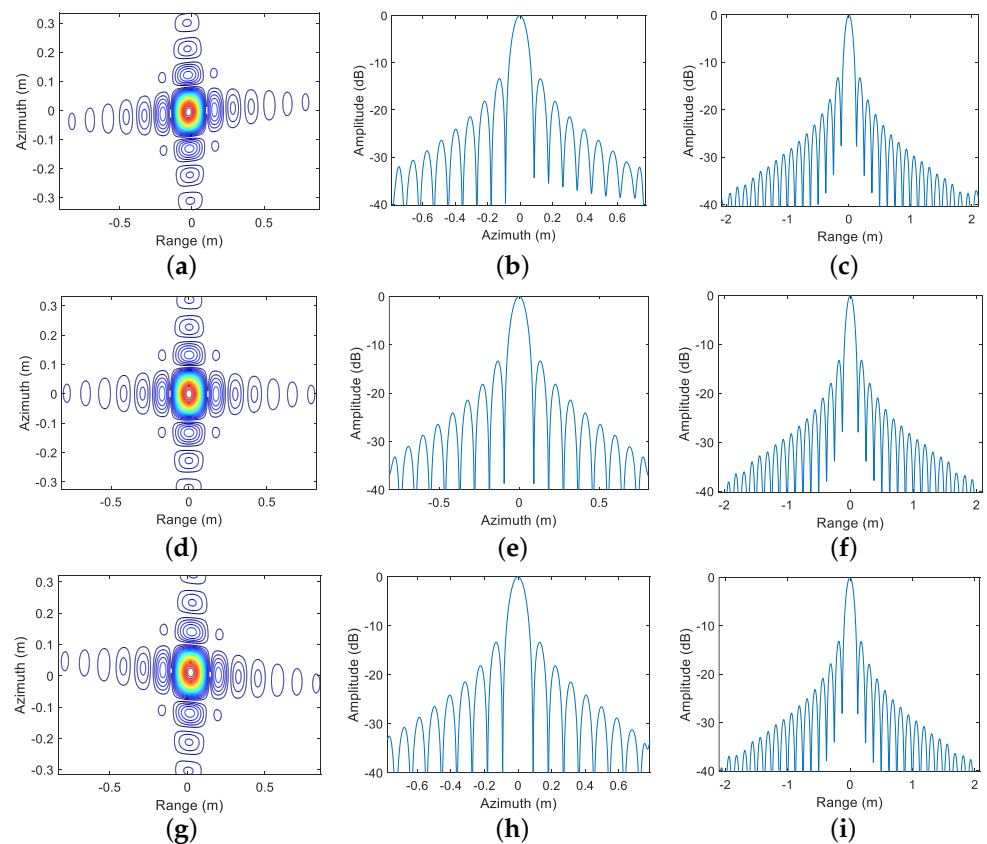 0.3
0.2
0.1
0
-0.1
-0.2
-0.3
Azimuth (m)
-0.5 0 0.5
Range (m)
(a)
0
-10
-20
-30
-40
Amplitude (dB)
-0.6 -0.4 -0.2 0 0.2 0.4 0.6
Azimuth (m)
(b)
0
-10
-20
-30
-40
Amplitude (dB)
-2 -1 0 1 2
Range (m)
(c)
0.3
0.2
0.1
0
-0.1
-0.2
-0.3
Azimuth (m)
-0.5 0 0.5
Range (m)
(d)
0
-10
-20
-30
-40
Amplitude (dB)
-0.5 0 0.5
Azimuth (m)
(e)
0
-10
-20
-30
-40
Amplitude (dB)
-2 -1 0 1 2
Range (m)
(f)
0.3
0.2
0.1
0
-0.1
-0.2
-0.3
Azimuth (m)
-0.5 0 0.5
Range (m)
(g)
0
-10
-20
-30
-40
Amplitude (dB)
-0.6 -0.4 -0.2 0 0.2 0.4 0.6
Azimuth (m)
(h)
0
-10
-20
-30
-40
Amplitude (dB)
-2 -1 0 1 2
Range (m)
(i)